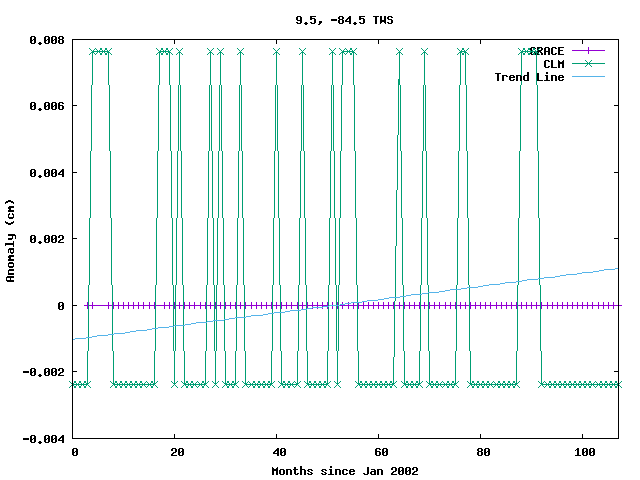 9.5, -84.5 TWS
0.008
GRACE
CLM
Trend Line
0.006
0.004
0.002
Anomaly (cm)
0
-0.002
-0.004
0 20 40 60 80 100
Months since Jan 2002